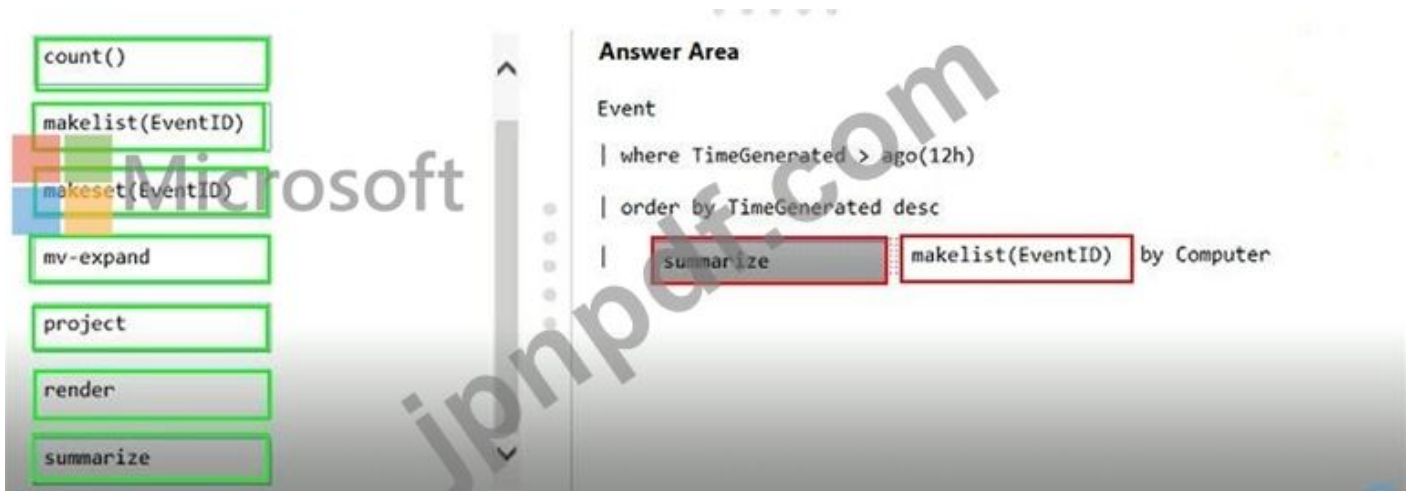 count()
makelist(EventID)
makeset(EventID)
mv-expand
project
render
summarize
Microsoft
Answer Area
Event
| where TimeGenerated > ago(12h)
| order by TimeGenerated desc
| summarize makelist(EventID) by Computer
jpnpdf.com